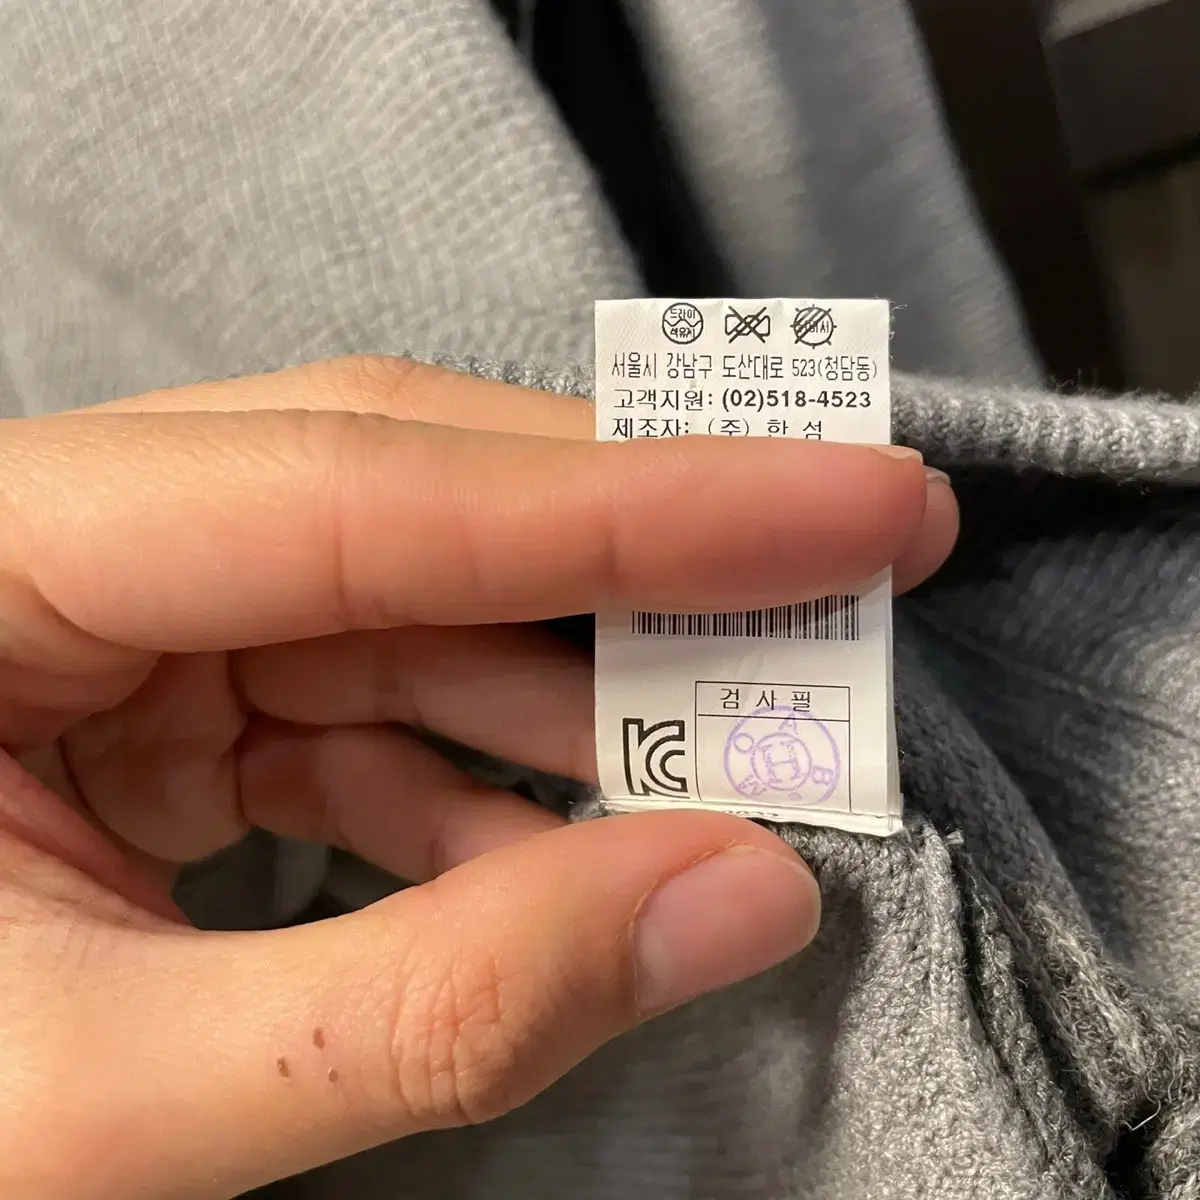 드라이
석유계
서울시 강남구 도산대로 523(청담동)
고객지원: (02)518-4523
제조자: (주) 한 섬
검 사 필